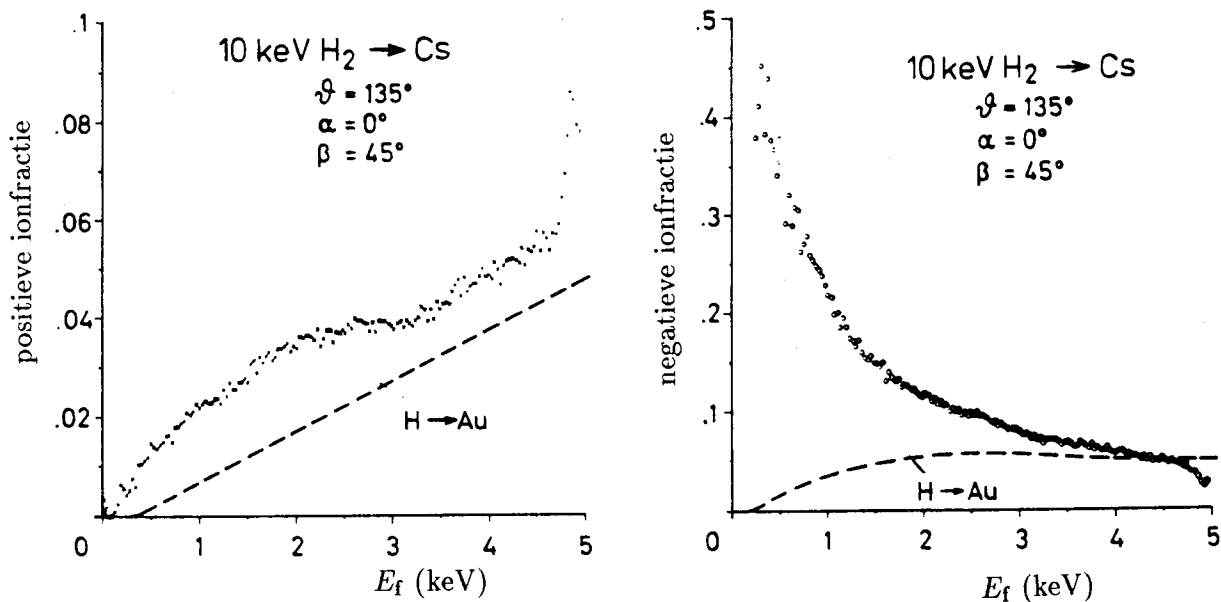 .1
.08
.06
.04
.02
positieve ionfractie
10 keV H₂ → Cs
ϑ = 135°
α = 0°
β = 45°
H → Au
0 1 2 3 4 5
E_f (keV)
.5
.4
.3
.2
.1
negatieve ionfractie
10 keV H₂ → Cs
ϑ = 135°
α = 0°
β = 45°
H → Au
0 1 2 3 4 5
E_f (keV)